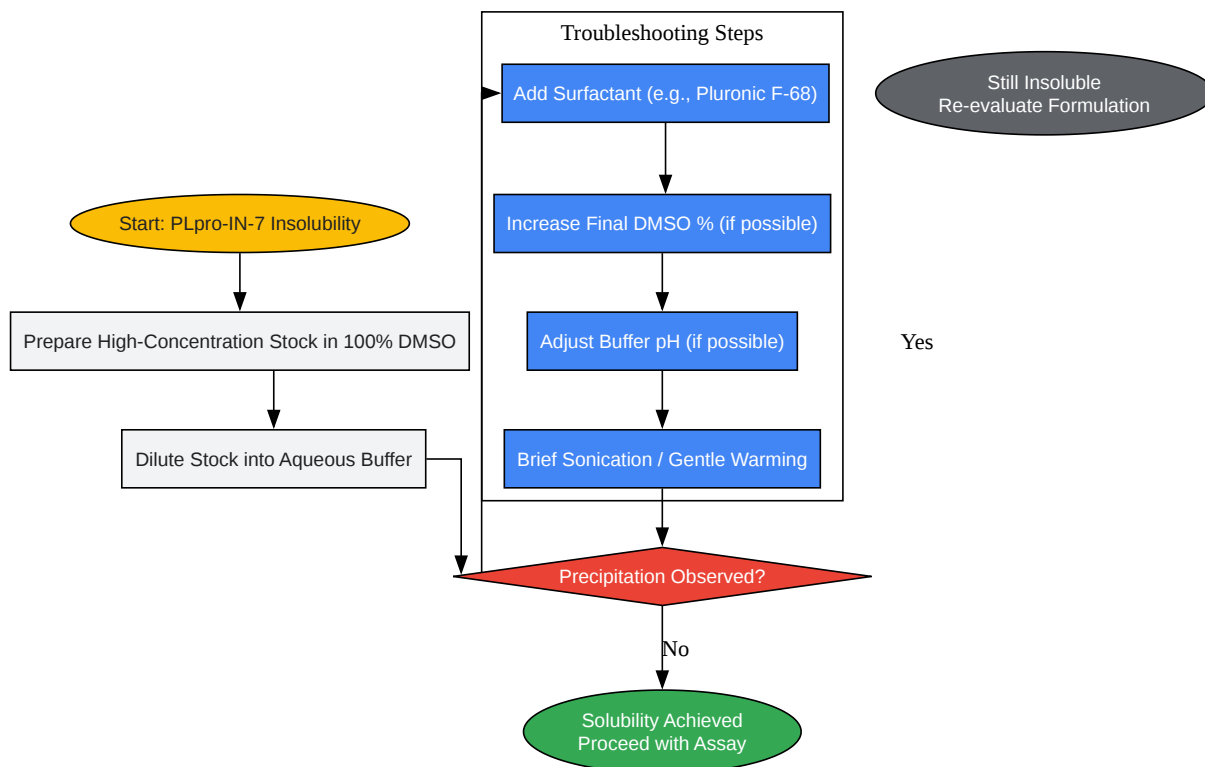 Troubleshooting Steps
Add Surfactant (e.g., Pluronic F-68)
Still Insoluble
Re-evaluate Formulation
Start: PLpro-IN-7 Insolubility
Increase Final DMSO % (if possible)
Prepare High-Concentration Stock in 100% DMSO
Adjust Buffer pH (if possible)
Yes
Dilute Stock into Aqueous Buffer
Brief Sonication / Gentle Warming
Precipitation Observed?
No
Solubility Achieved
Proceed with Assay